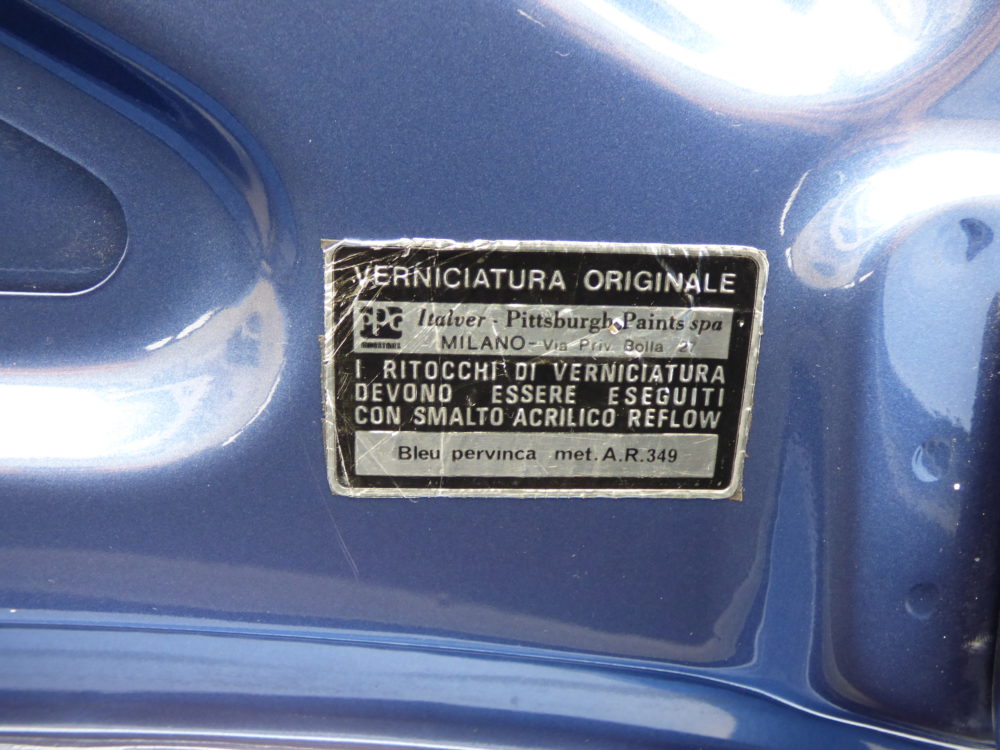 VERNICIATURA ORIGINALE
PPG Italver - Pittsburgh Paints spa
MILANO - Via Priv. Bolla 27
I RITOCCHI DI VERNICIATURA
DEVONO ESSERE ESEGUITI
CON SMALTO ACRILICO REFLOW
Bleu pervinca met. A.R.349